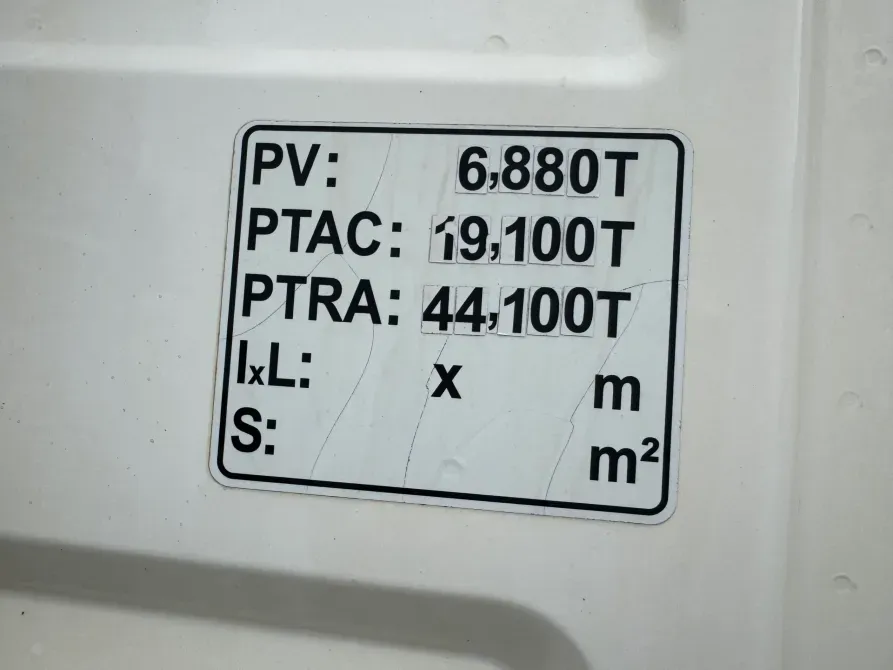 PV: 6,880T
PTAC: 19,100T
PTRA: 44,100T
IxL: x m
S: m²